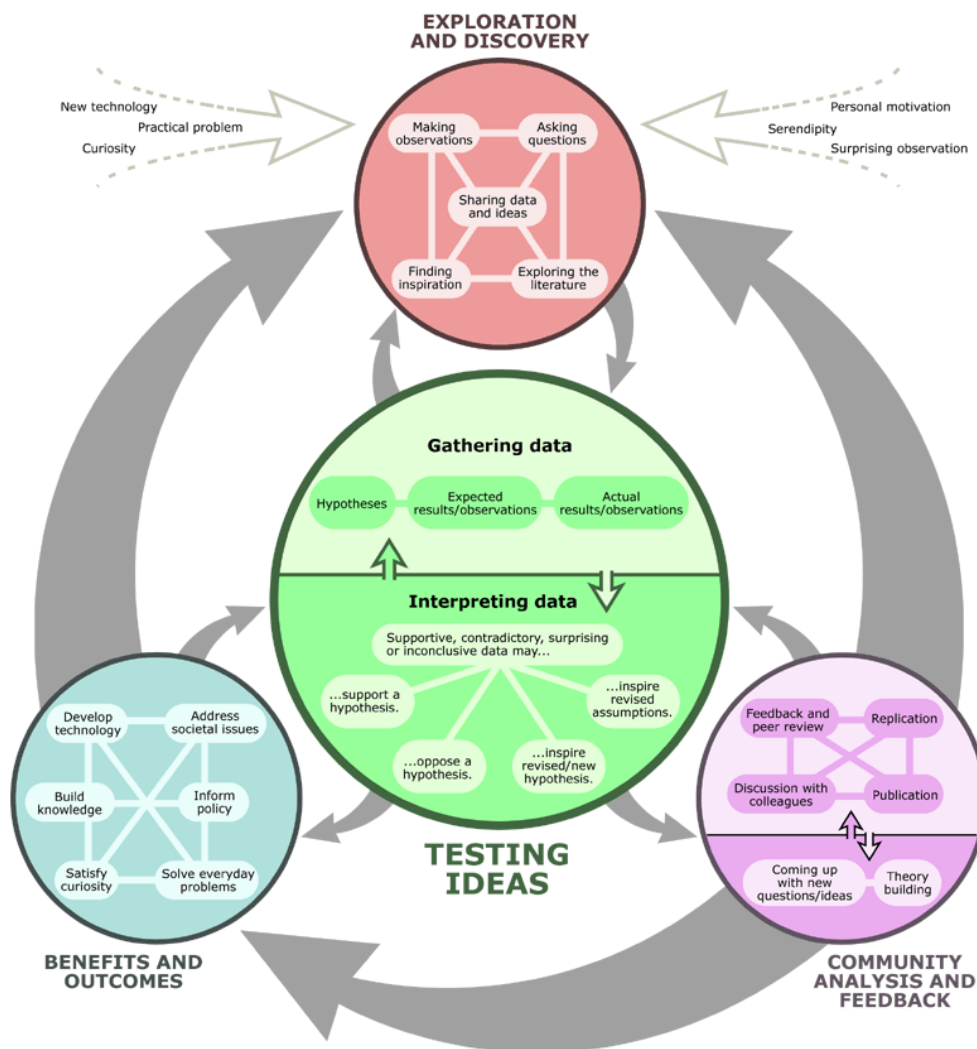 EXPLORATION
AND DISCOVERY
New technology
Practical problem
Curiosity
Personal motivation
Serendipity
Surprising observation
Making
observations
Asking
questions
Sharing data
and ideas
Finding
inspiration
Exploring the
literature
Gathering data
Hypotheses
Expected
results/observations
Actual
results/observations
Interpreting data
Supportive, contradictory, surprising
or inconclusive data may...
...support a
hypothesis.
...inspire
revised
assumptions.
...oppose a
hypothesis.
...inspire
revised/new
hypothesis.
TESTING
IDEAS
Develop
technology
Address
societal issues
Build
knowledge
Inform
policy
Satisfy
curiosity
Solve everyday
problems
BENEFITS AND
OUTCOMES
Feedback and
peer review
Replication
Discussion with
colleagues
Publication
Coming up
with new
questions/ideas
Theory
building
COMMUNITY
ANALYSIS AND
FEEDBACK